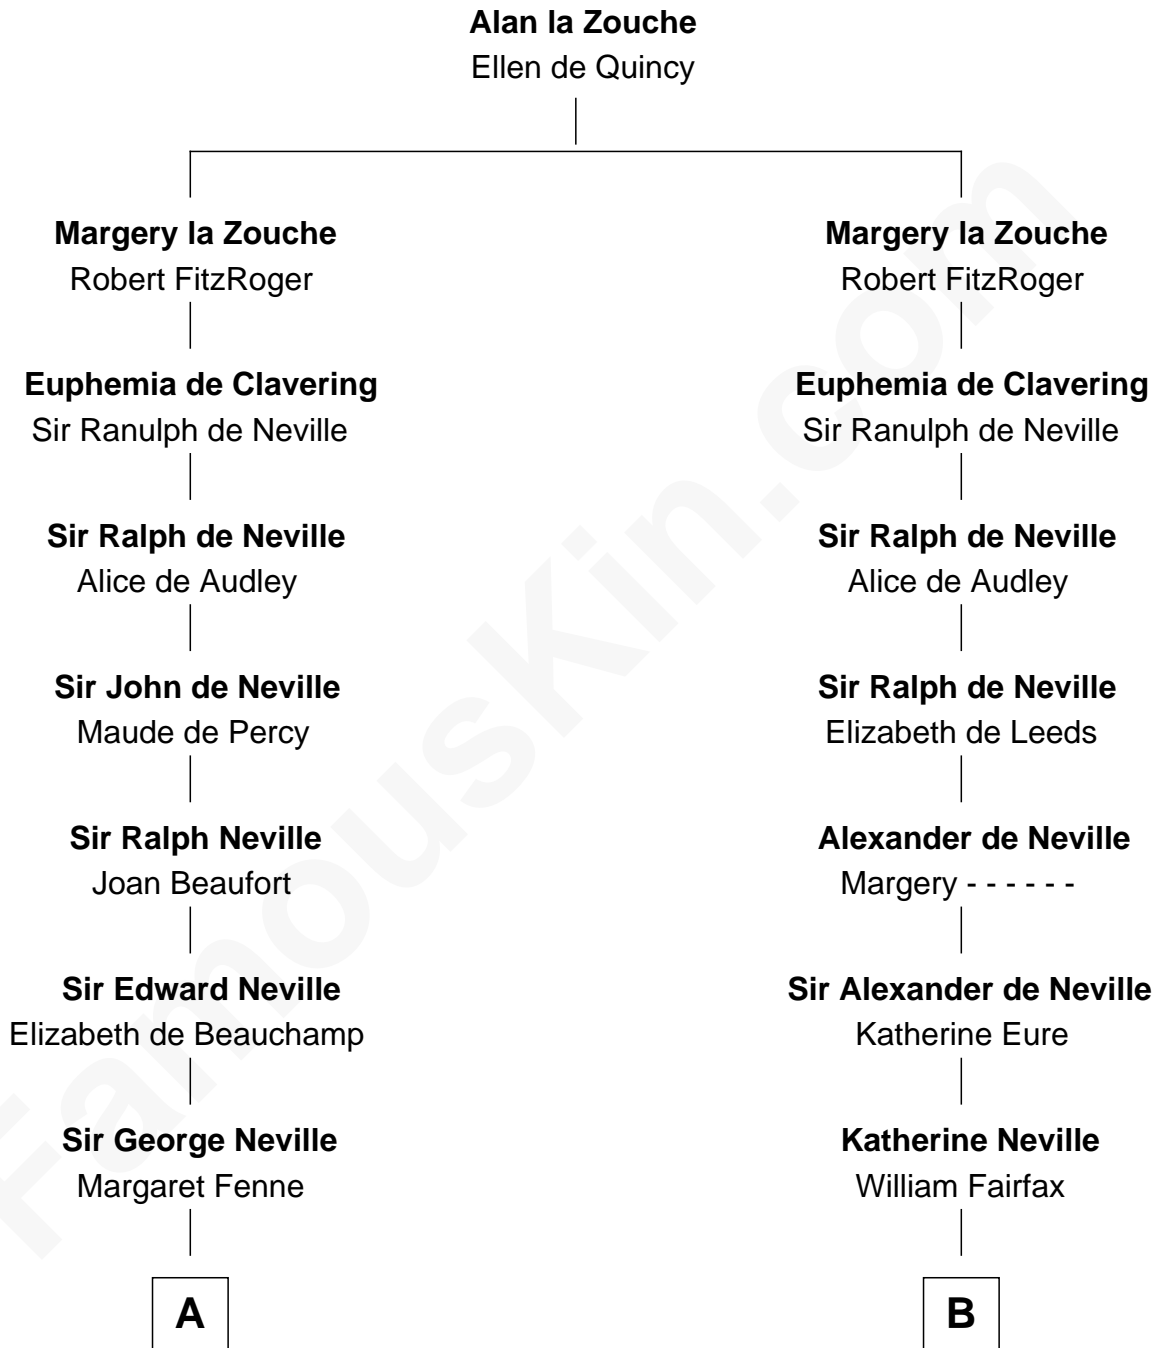 Alan la Zouche
Ellen de Quincy
Margery la Zouche
Robert FitzRoger
Euphemia de Clavering
Sir Ranulph de Neville
Sir Ralph de Neville
Alice de Audley
Sir John de Neville
Maude de Percy
Sir Ralph Neville
Joan Beaufort
Sir Edward Neville
Elizabeth de Beauchamp
Sir George Neville
Margaret Fenne
A
Margery la Zouche
Robert FitzRoger
Euphemia de Clavering
Sir Ranulph de Neville
Sir Ralph de Neville
Alice de Audley
Sir Ralph de Neville
Elizabeth de Leeds
Alexander de Neville
Margery - - - - - -
Sir Alexander de Neville
Katherine Eure
Katherine Neville
William Fairfax
B
FamousKin.com